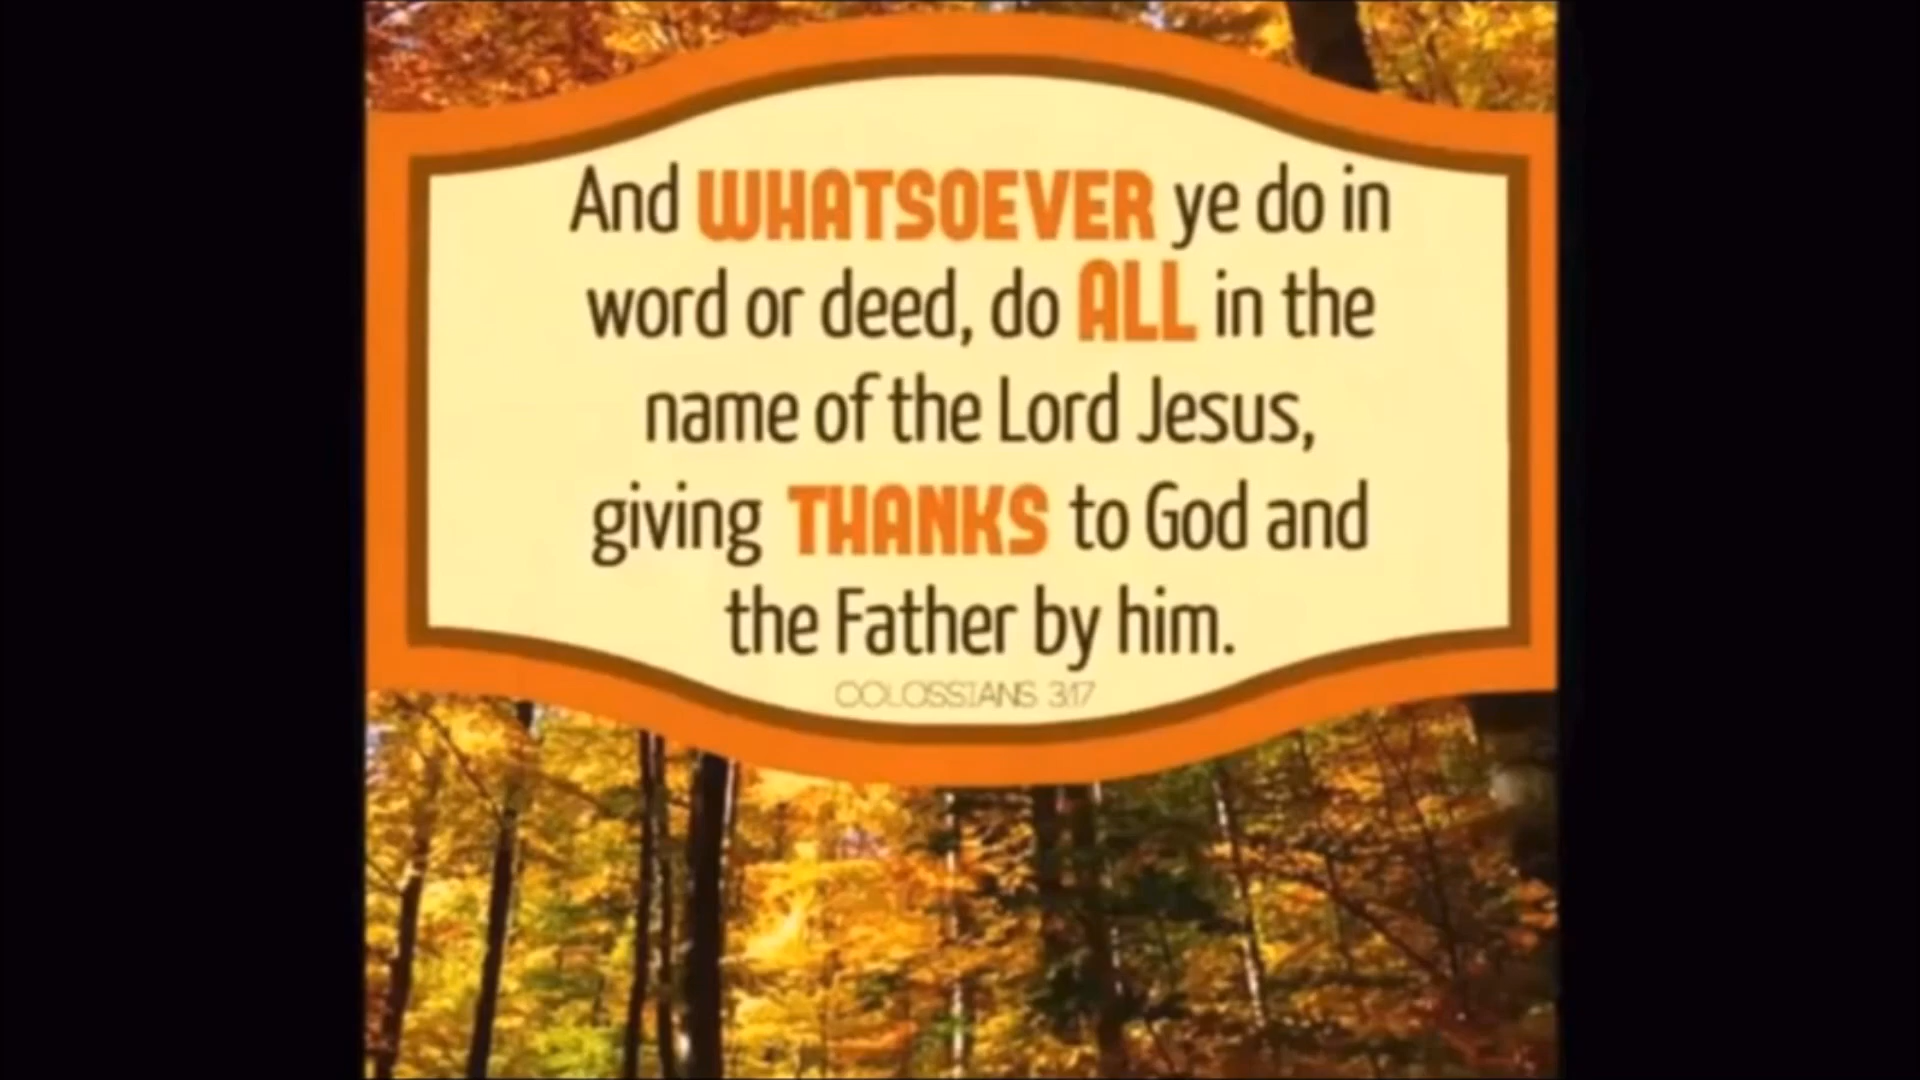 And WHATSOEVER ye do in
word or deed, do ALL in the
name of the Lord Jesus,
giving THANKS to God and
the Father by him.
COLOSSIANS 3:17